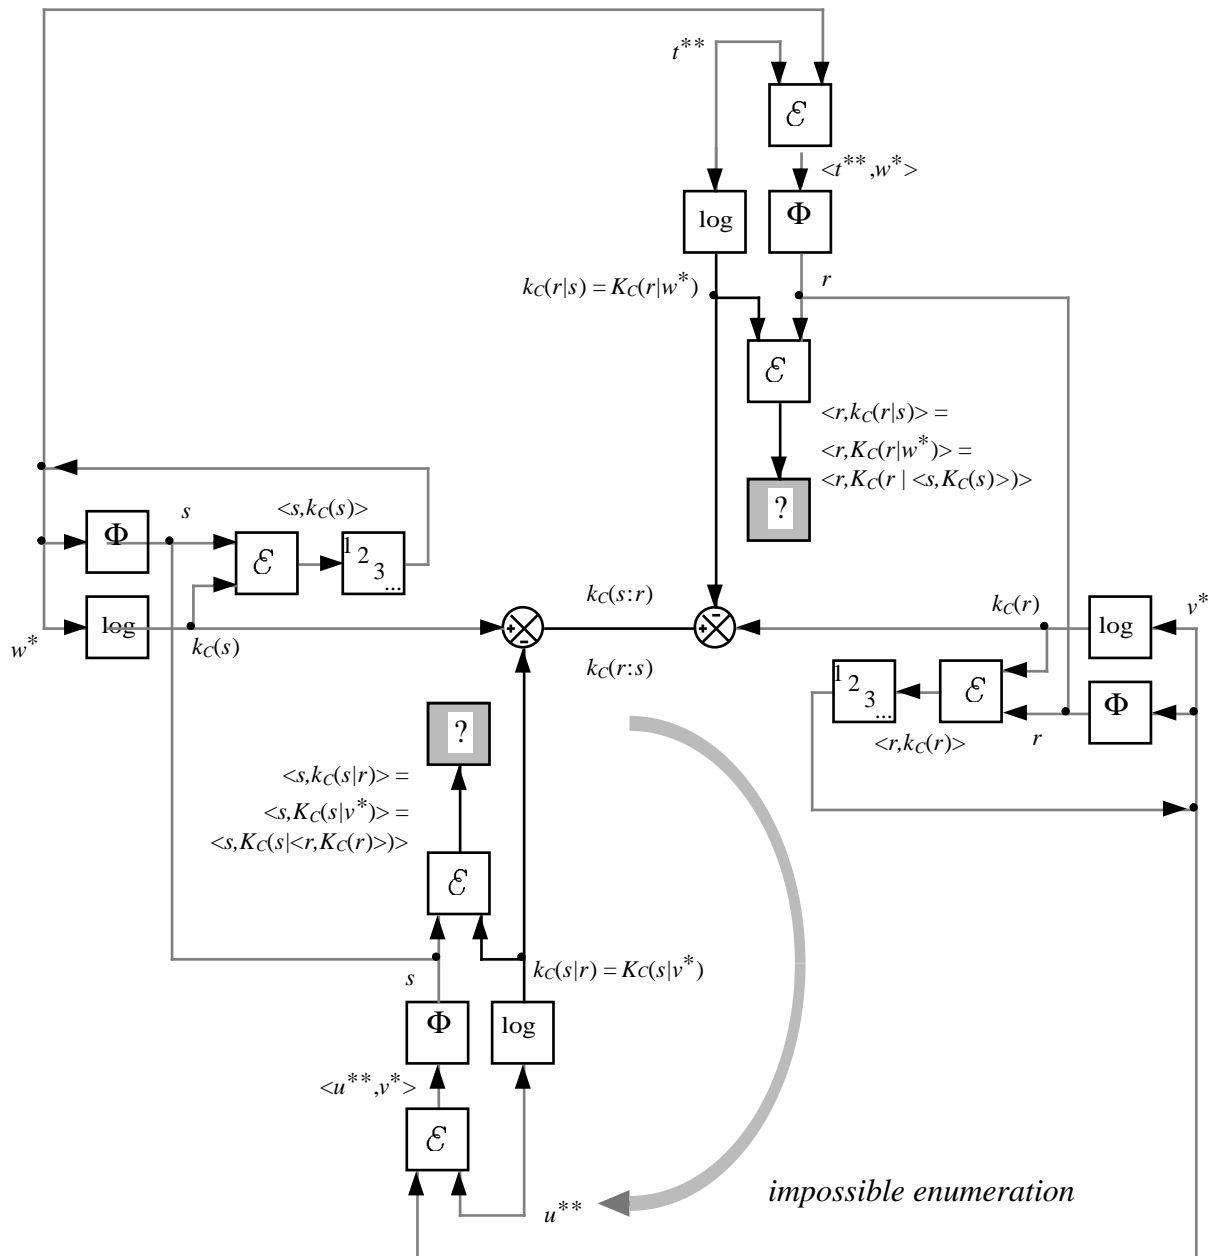 t**
ℰ
<t**,w*>
log
Φ
k_C(r|s) = K_C(r|w*)
r
ℰ
<r,k_C(r|s)> =
<r,K_C(r|w*)> =
<r,K_C(r | <s,K_C(s)>)>
?
Φ
s
<s,k_C(s)>
ℰ
1 2 3 ...
log
w*
k_C(s)
+
-
k_C(s:r)
k_C(r:s)
-
+
k_C(r)
log
v*
1 2 3 ...
ℰ
Φ
<r,k_C(r)>
r
?
<s,k_C(s|r)> =
<s,K_C(s|v*)> =
<s,K_C(s|<r,K_C(r)>)>
ℰ
s
k_C(s|r) = K_C(s|v*)
Φ
log
<u**,v*>
ℰ
u**
impossible enumeration